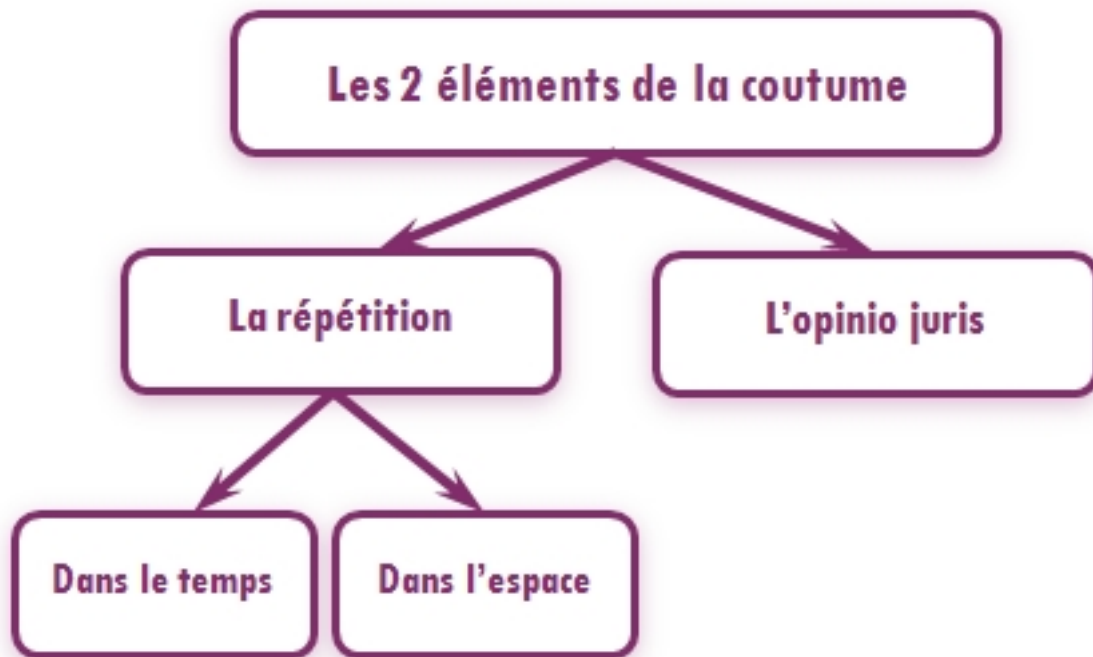 Les 2 éléments de la coutume
La répétition
L’opinio juris
Dans le temps
Dans l’espace